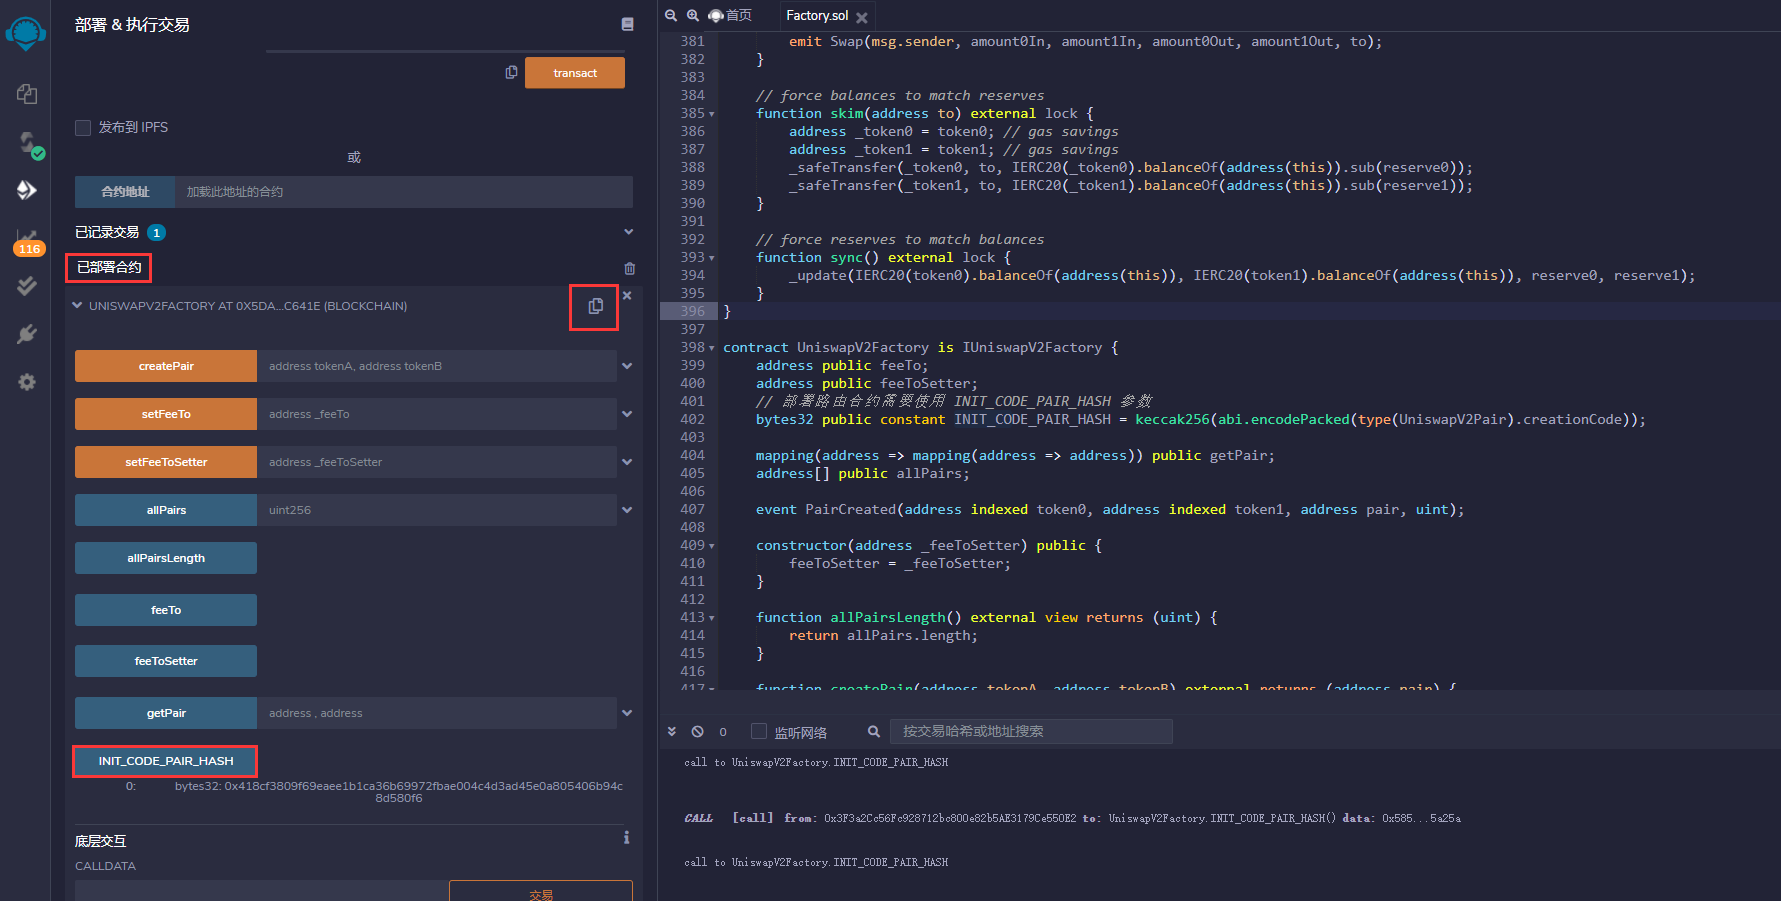 部署 & 执行交易
transact
发布到 IPFS
或
合约地址
加载此地址的合约
已记录交易 1
116
已部署合约
UNISWAPV2FACTORY AT 0X5DA...C641E (BLOCKCHAIN)
createPair
address tokenA, address tokenB
setFeeTo
address _feeTo
setFeeToSetter
address _feeToSetter
allPairs
uint256
allPairsLength
feeTo
feeToSetter
getPair
address , address
INIT_CODE_PAIR_HASH
0: bytes32: 0x418cf3809f69eaee1b1ca36b69972fbae004c4d3ad45e0a805406b94c
8d580f6
底层交互
CALLDATA
交易
首页
Factory.sol
381 emit Swap(msg.sender, amount0In, amount1In, amount0Out, amount1Out, to);
382 }
383
384 // force balances to match reserves
385 function skim(address to) external lock {
386 address _token0 = token0; // gas savings
387 address _token1 = token1; // gas savings
388 _safeTransfer(_token0, to, IERC20(_token0).balanceOf(address(this)).sub(reserve0));
389 _safeTransfer(_token1, to, IERC20(_token1).balanceOf(address(this)).sub(reserve1));
390 }
391
392 // force reserves to match balances
393 function sync() external lock {
394 _update(IERC20(token0).balanceOf(address(this)), IERC20(token1).balanceOf(address(this)), reserve0, reserve1);
395 }
396 }
397
398 contract UniswapV2Factory is IUniswapV2Factory {
399 address public feeTo;
400 address public feeToSetter;
401 // 部署路由合约需要使用 INIT_CODE_PAIR_HASH 参数
402 bytes32 public constant INIT_CODE_PAIR_HASH = keccak256(abi.encodePacked(type(UniswapV2Pair).creationCode));
403
404 mapping(address => mapping(address => address)) public getPair;
405 address[] public allPairs;
406
407 event PairCreated(address indexed token0, address indexed token1, address pair, uint);
408
409 constructor(address _feeToSetter) public {
410 feeToSetter = _feeToSetter;
411 }
412
413 function allPairsLength() external view returns (uint) {
414 return allPairs.length;
415 }
416
417 function createPair(address tokenA, address tokenB) external returns (address pair) {
0 监听网络 按交易哈希或地址搜索
call to UniswapV2Factory.INIT_CODE_PAIR_HASH
CALL [call] from: 0x3F3a2Cc56Fc928712bc800e82b5AE3179Ce550E2 to: UniswapV2Factory.INIT_CODE_PAIR_HASH() data: 0x585...5a25a
call to UniswapV2Factory.INIT_CODE_PAIR_HASH